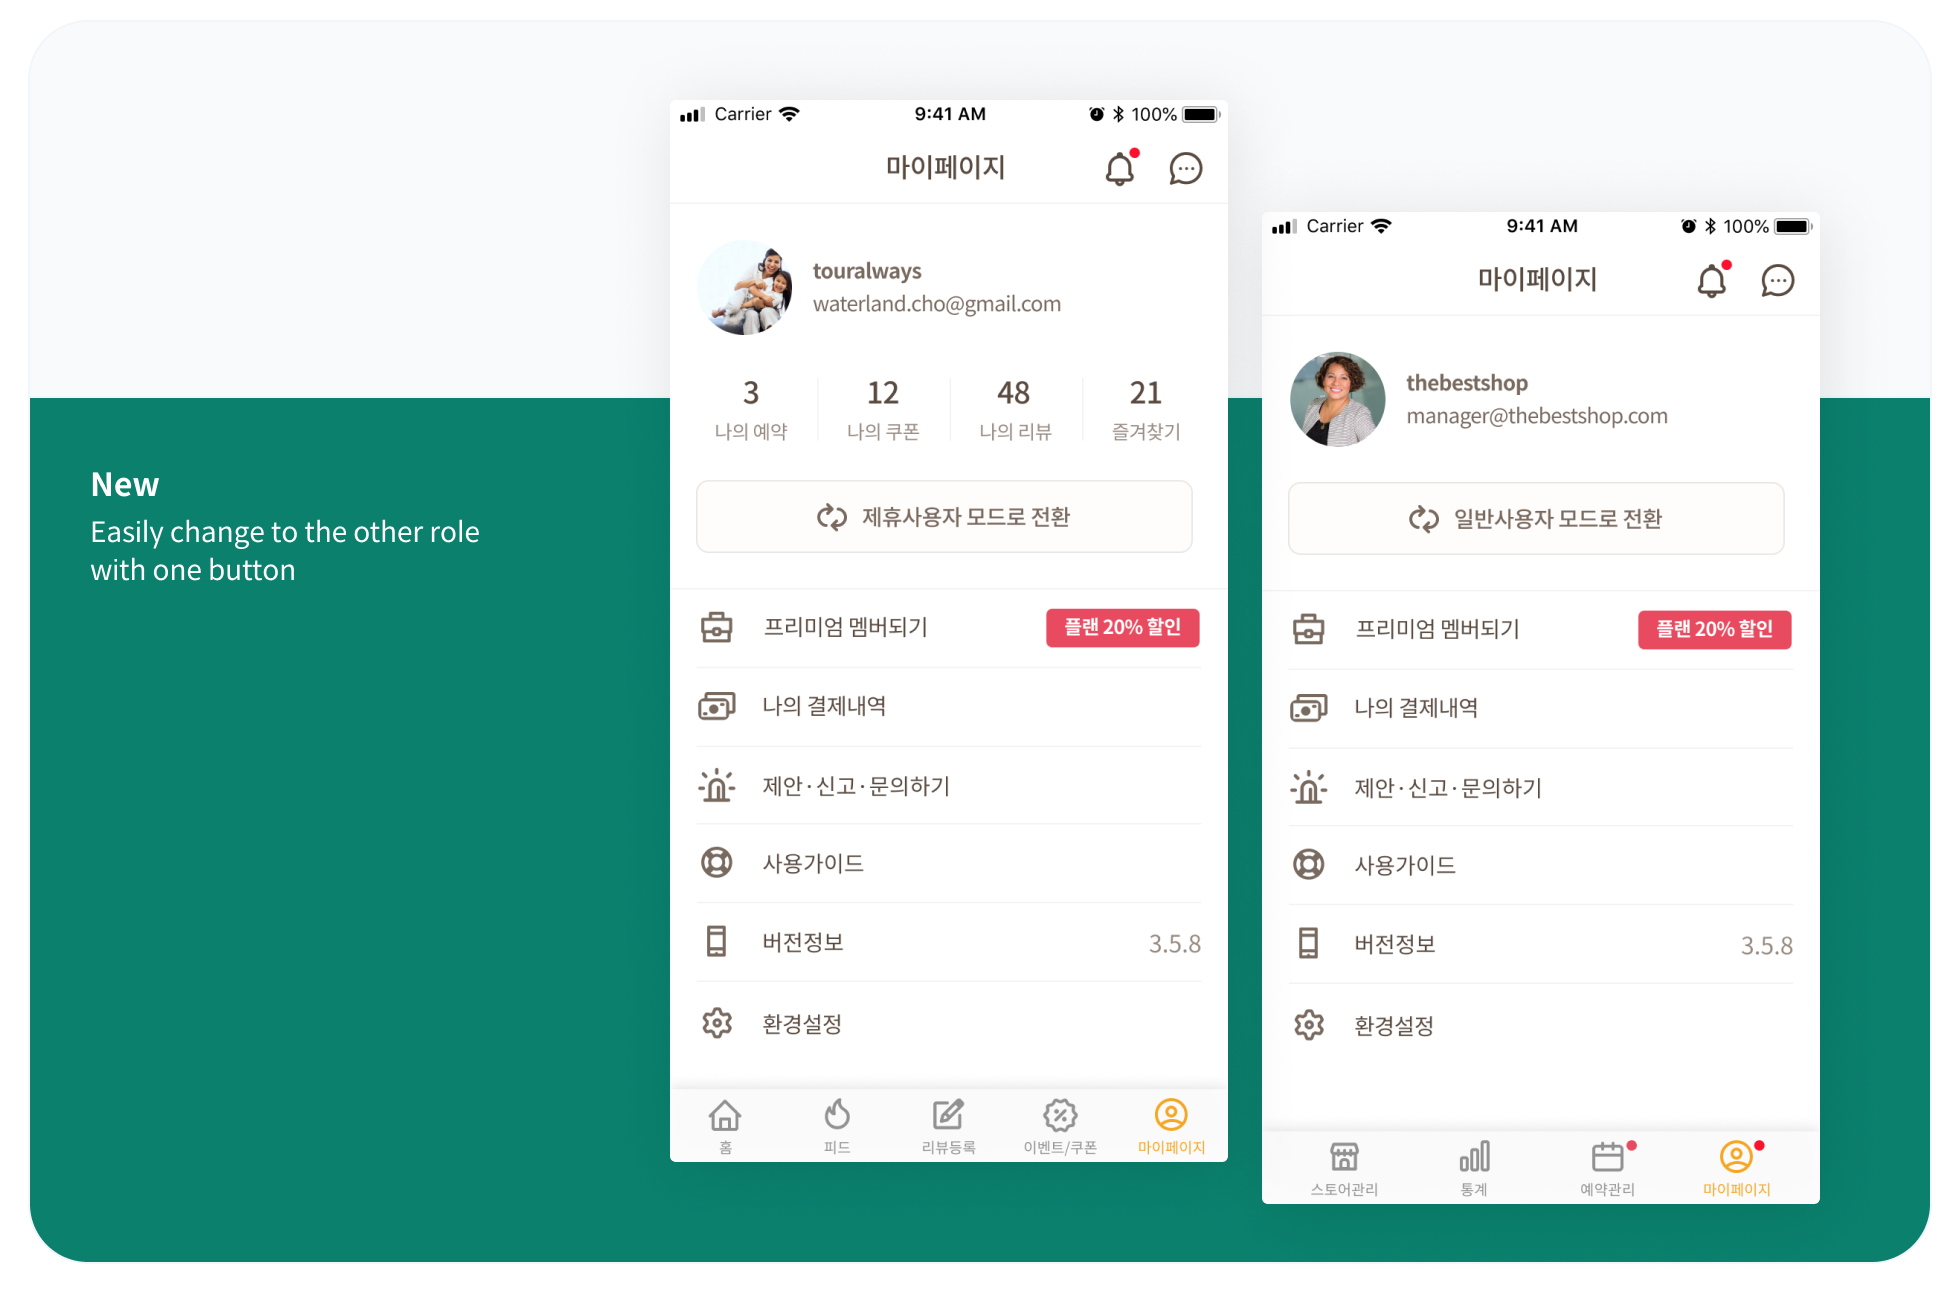 New
Easily change to the other role
with one button
Carrier 9:41 AM 100%
마이페이지
touralways
waterland.cho@gmail.com
3 12 48 21
나의 예약 나의 쿠폰 나의 리뷰 즐겨찾기
제휴사용자 모드로 전환
프리미엄 멤버되기 플랜 20% 할인
나의 결제내역
제안·신고·문의하기
사용가이드
버전정보 3.5.8
환경설정
홈 피드 리뷰등록 이벤트/쿠폰 마이페이지
Carrier 9:41 AM 100%
마이페이지
thebestshop
manager@thebestshop.com
일반사용자 모드로 전환
프리미엄 멤버되기 플랜 20% 할인
나의 결제내역
제안·신고·문의하기
사용가이드
버전정보 3.5.8
환경설정
스토어관리 통계 예약관리 마이페이지